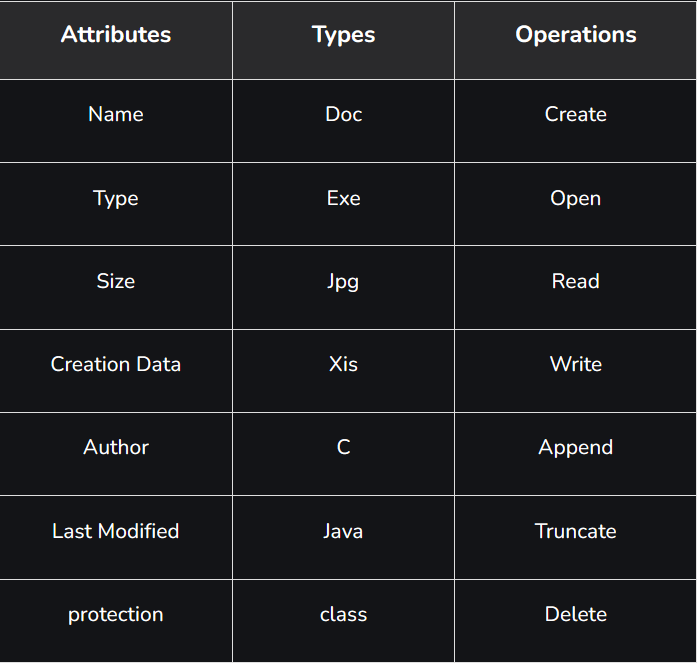 Attributes Types Operations
Name Doc Create
Type Exe Open
Size Jpg Read
Creation Data Xis Write
Author C Append
Last Modified Java Truncate
protection class Delete